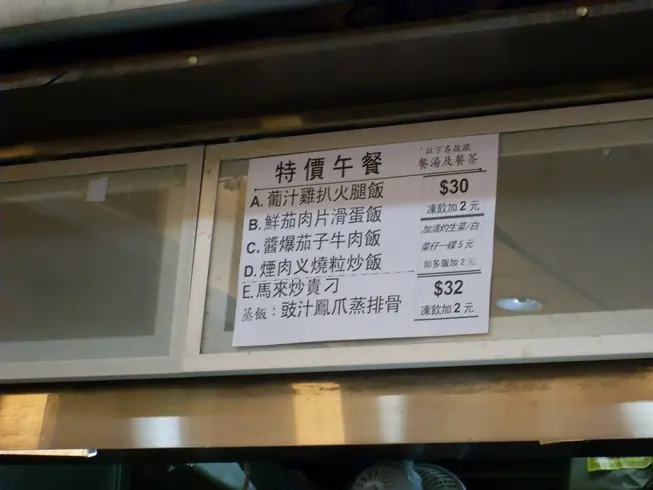 特價午餐
A. 葡汁雞扒火腿飯
B. 鮮茄肉片滑蛋飯
C. 醬爆茄子牛肉飯
D. 煙肉义燒粒炒飯
E. 馬來炒貴刁
蒸飯：豉汁鳳爪蒸排骨
*以下各款跟
餐湯及餐茶
$30
凍飲加2元
加清灼生菜/白
菜仔一碟5元
如多飯加2元
$32
凍飲加2元